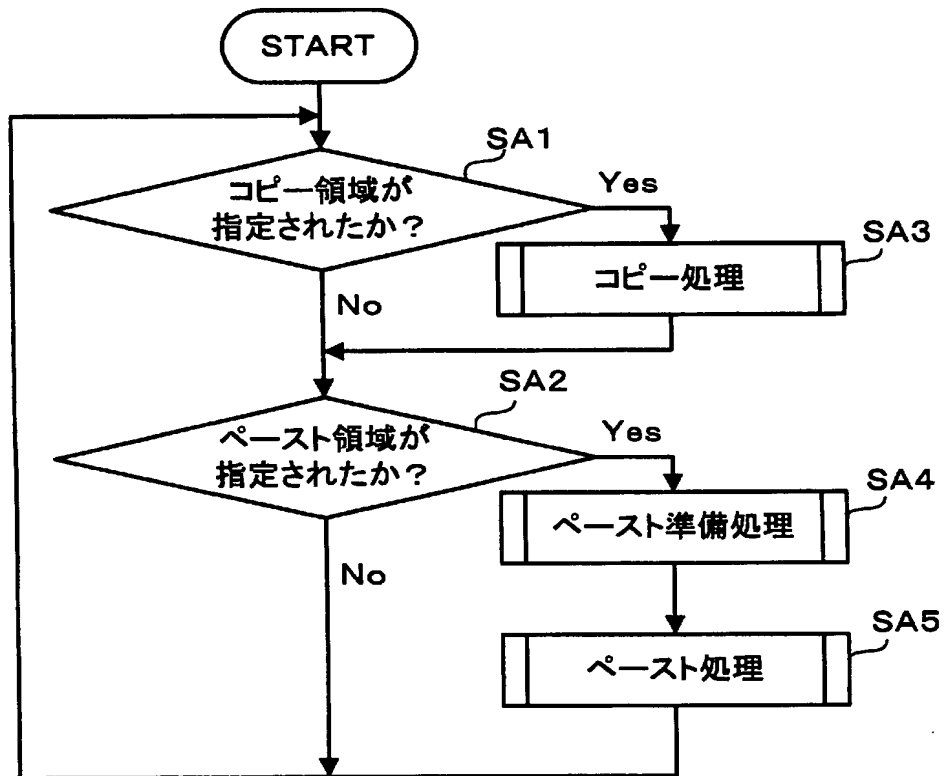 START
SA1
コピー領域が
指定されたか？
Yes
SA3
コピー処理
No
SA2
ペースト領域が
指定されたか？
Yes
SA4
ペースト準備処理
No
SA5
ペースト処理